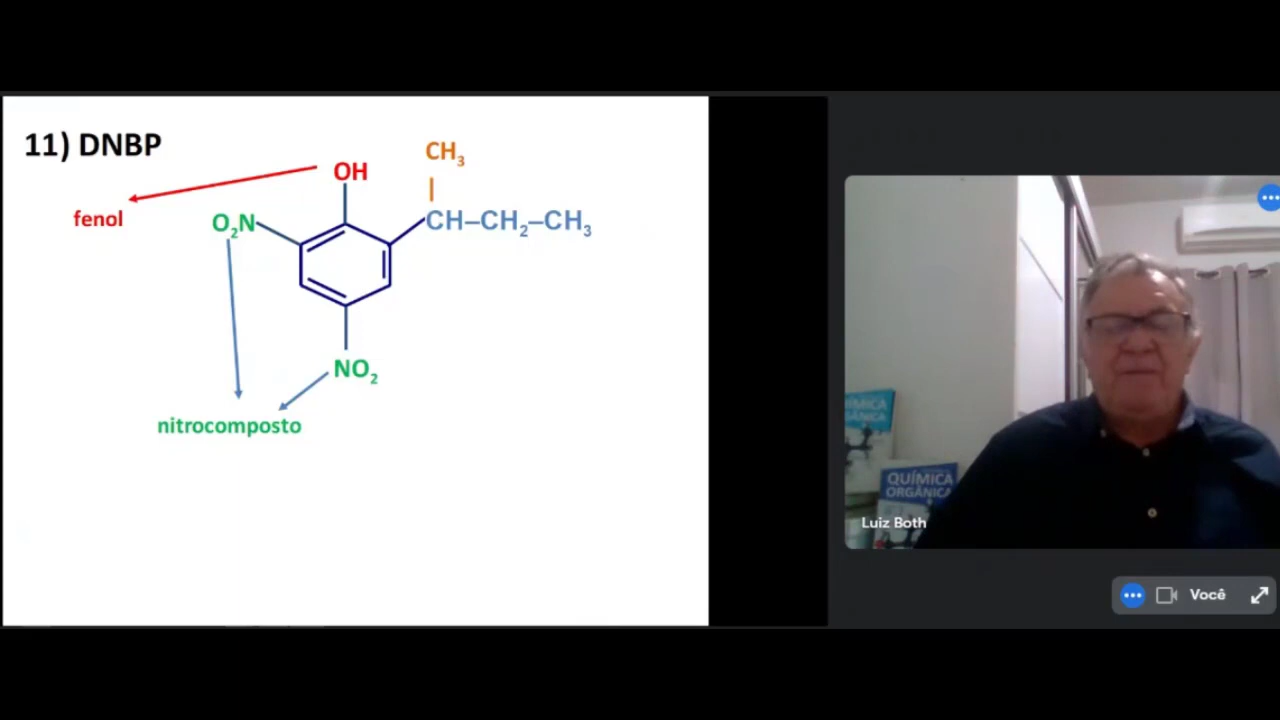 11) DNBP
CH₃
OH
fenol
O₂N
CH–CH₂–CH₃
NO₂
nitrocomposto
QUÍMICA
ORGÂNICA
Luiz Both
Você